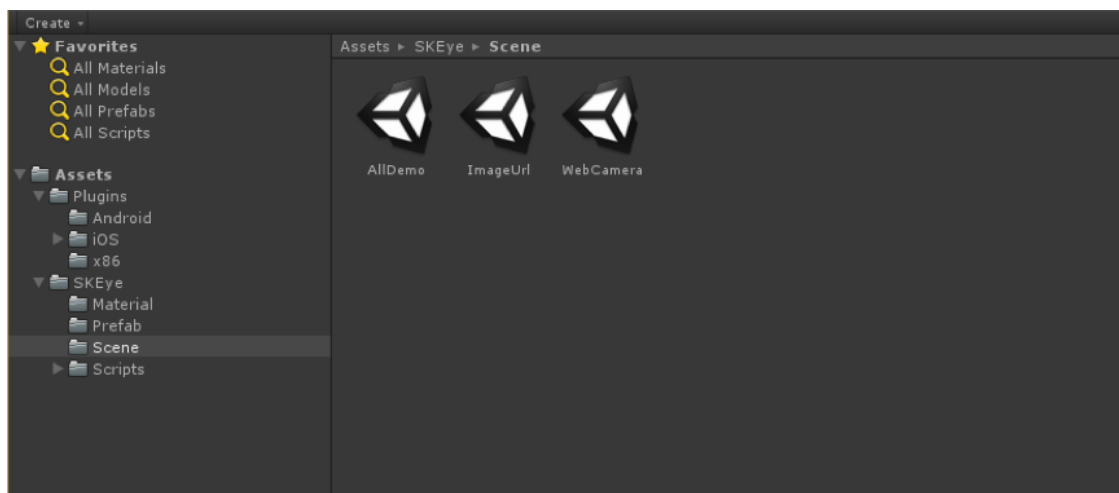 Create
Favorites
All Materials
All Models
All Prefabs
All Scripts
Assets
Plugins
Android
iOS
x86
SKEye
Material
Prefab
Scene
Scripts
Assets ▸ SKEye ▸ Scene
AllDemo
ImageUrl
WebCamera